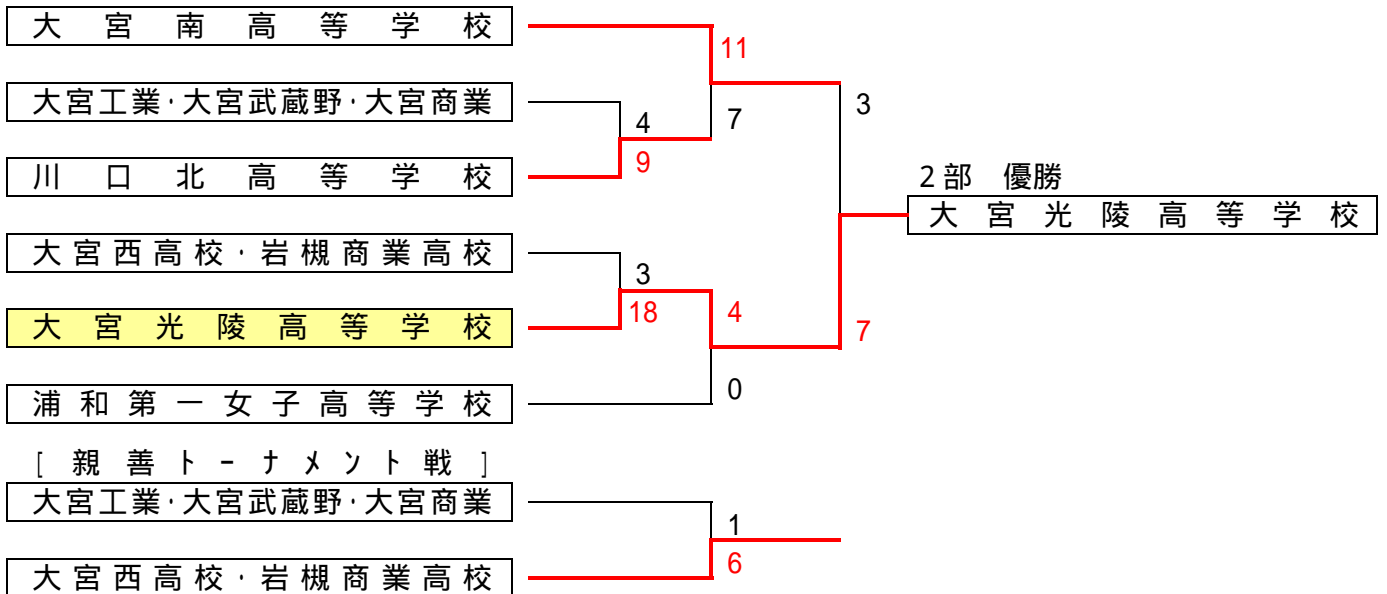 大宮南高等学校
11
大宮工業･大宮武蔵野･大宮商業
3
4
7
9
川口北高等学校
2部 優勝
大宮光陵高等学校
大宮西高校･岩槻商業高校
3
18
4
大宮光陵高等学校
7
浦和第一女子高等学校
0
[親善トーナメント戦]
大宮工業･大宮武蔵野･大宮商業
1
6
大宮西高校･岩槻商業高校